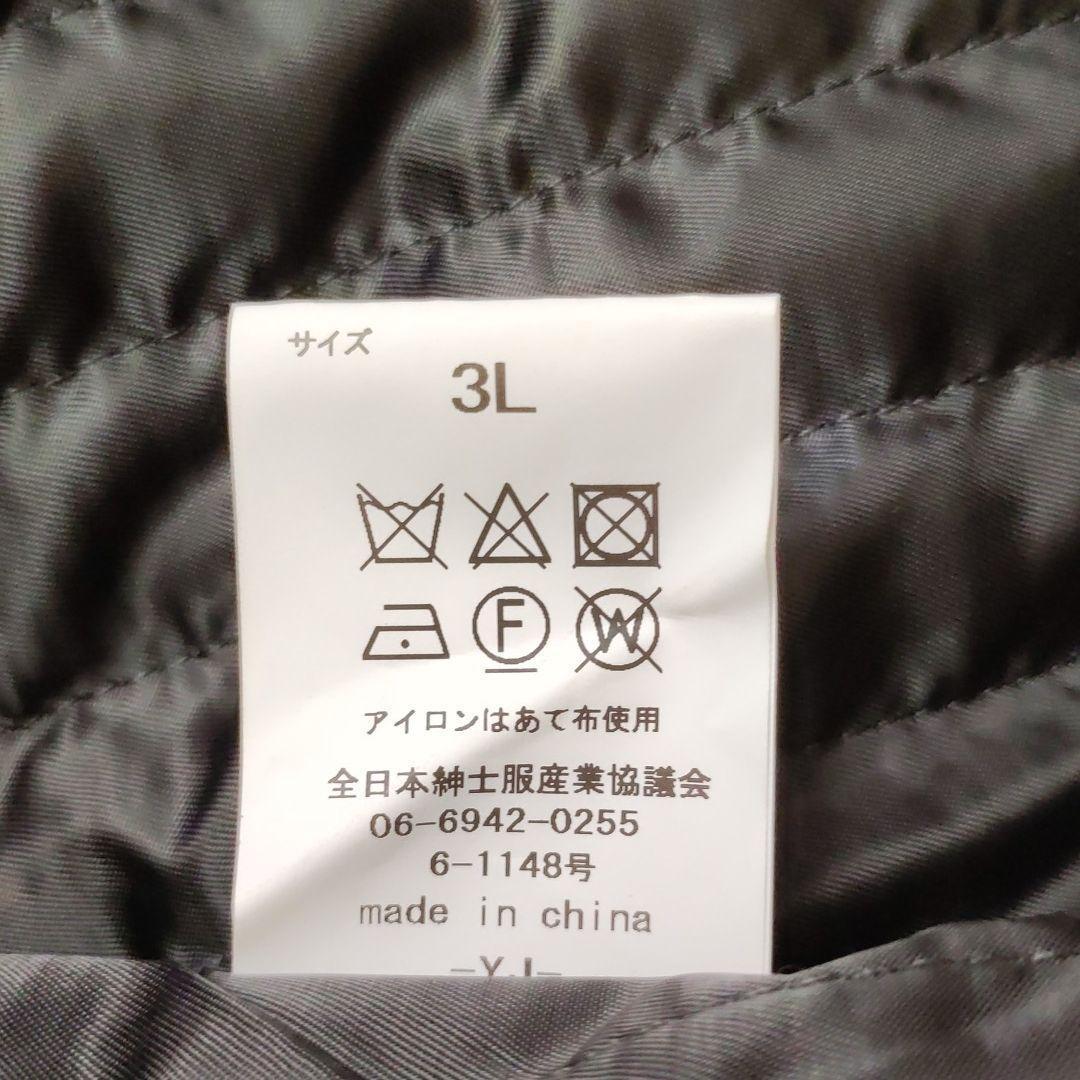 サイズ
3L
F W
アイロンはあて布使用
全日本紳士服産業協議会
06-6942-0255
6-1148号
made in china